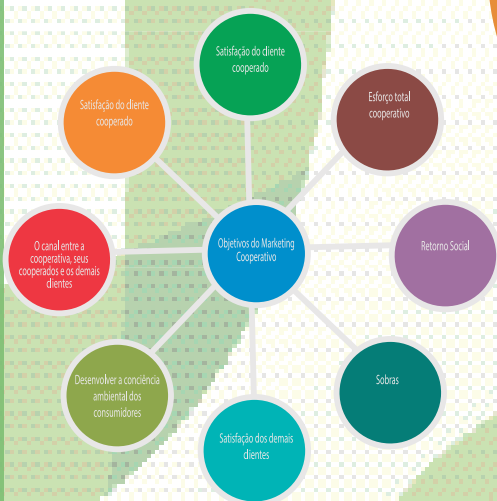 Satisfação do cliente
cooperado
Esforço total
cooperativo
Retorno Social
Sobras
Satisfação dos demais
clientes
Desenvolver a conciência
ambiental dos
consumidores
O canal entre a
cooperativa, seus
cooperados e os demais
clientes
Satisfação do cliente
cooperado
Objetivos do Marketing
Cooperativo